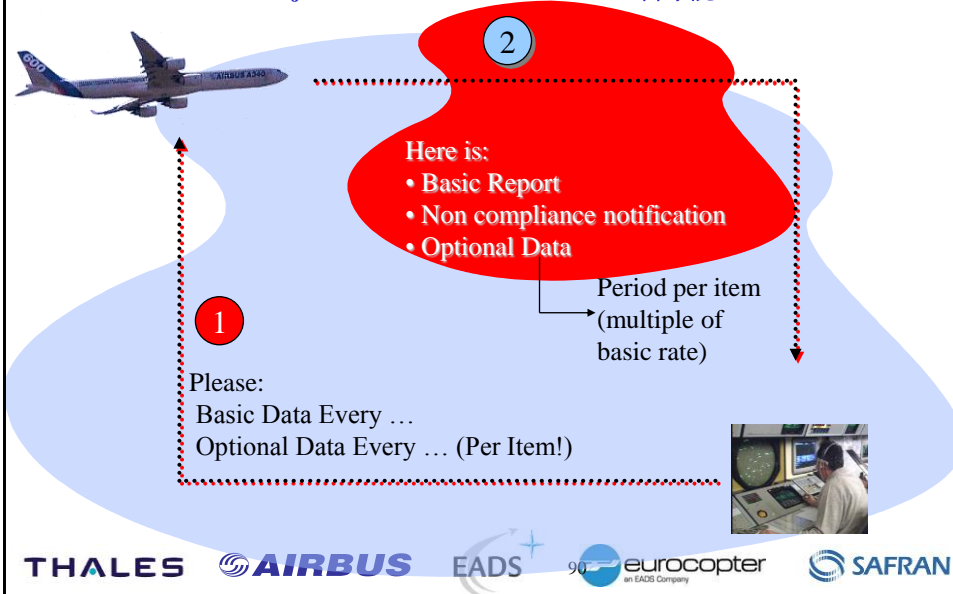 2
600
AIRBUS A340
Here is:
• Basic Report
• Non compliance notification
• Optional Data
Period per item
(multiple of
basic rate)
1
Please:
Basic Data Every …
Optional Data Every … (Per Item!)
THALES
AIRBUS
EADS
90
eurocopter
an EADS Company
SAFRAN